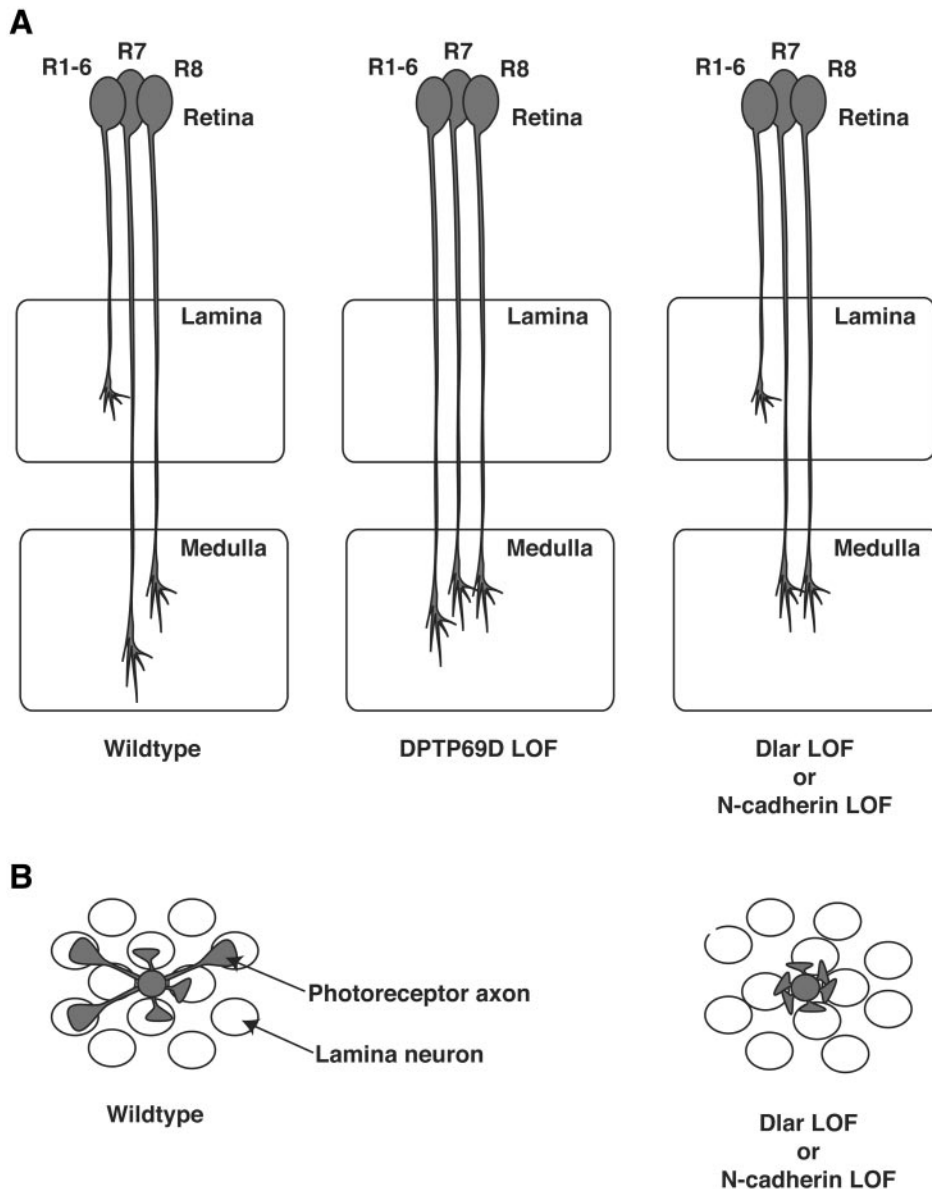 A
R7
R1-6
R8
Retina
Lamina
Medulla
Wildtype
R7
R1-6
R8
Retina
Lamina
Medulla
DPTP69D LOF
R7
R1-6
R8
Retina
Lamina
Medulla
Dlar LOF
or
N-cadherin LOF
B
Photoreceptor axon
Lamina neuron
Wildtype
Dlar LOF
or
N-cadherin LOF